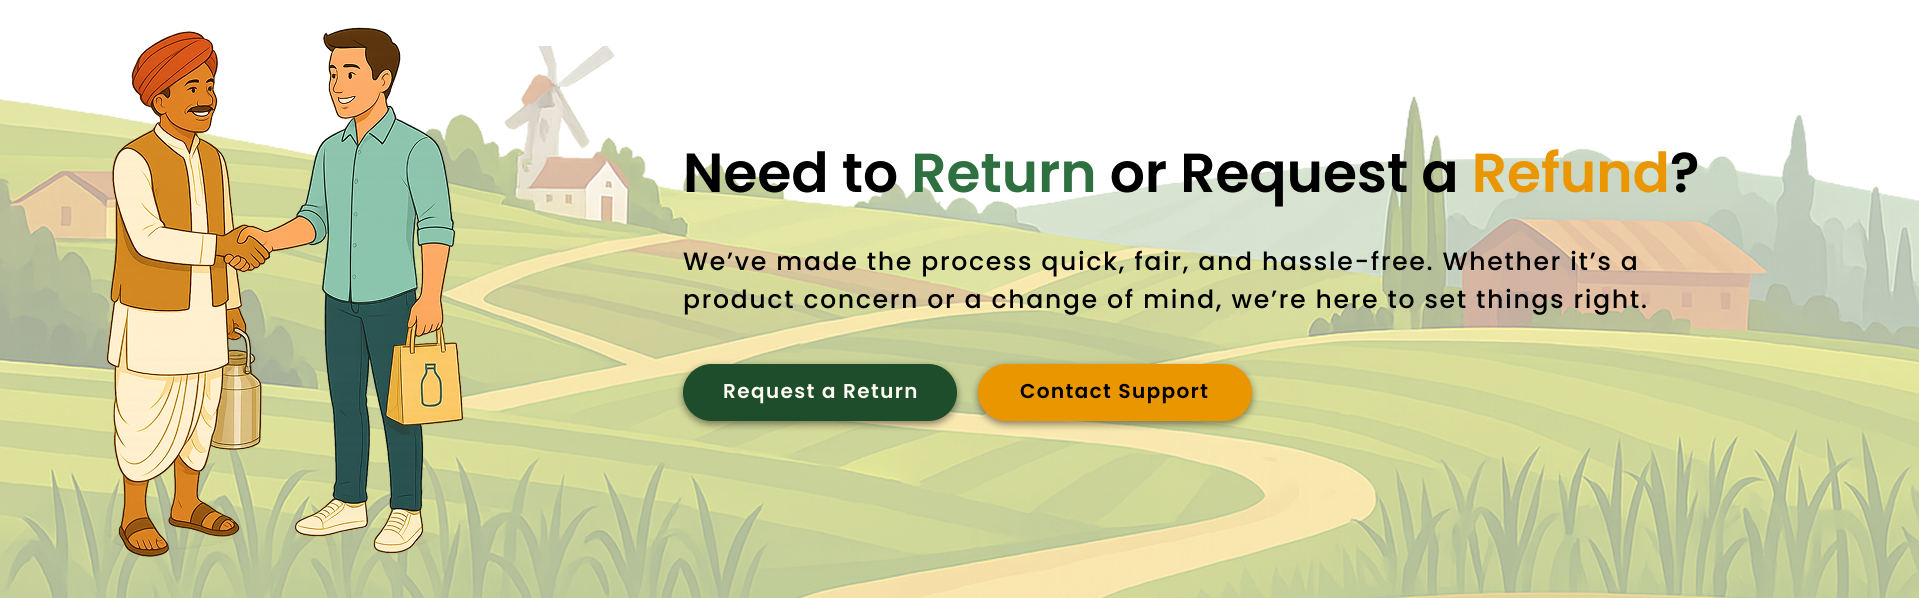 Need to Return or Request a Refund?
We’ve made the process quick, fair, and hassle-free. Whether it’s a
product concern or a change of mind, we’re here to set things right.
Request a Return
Contact Support